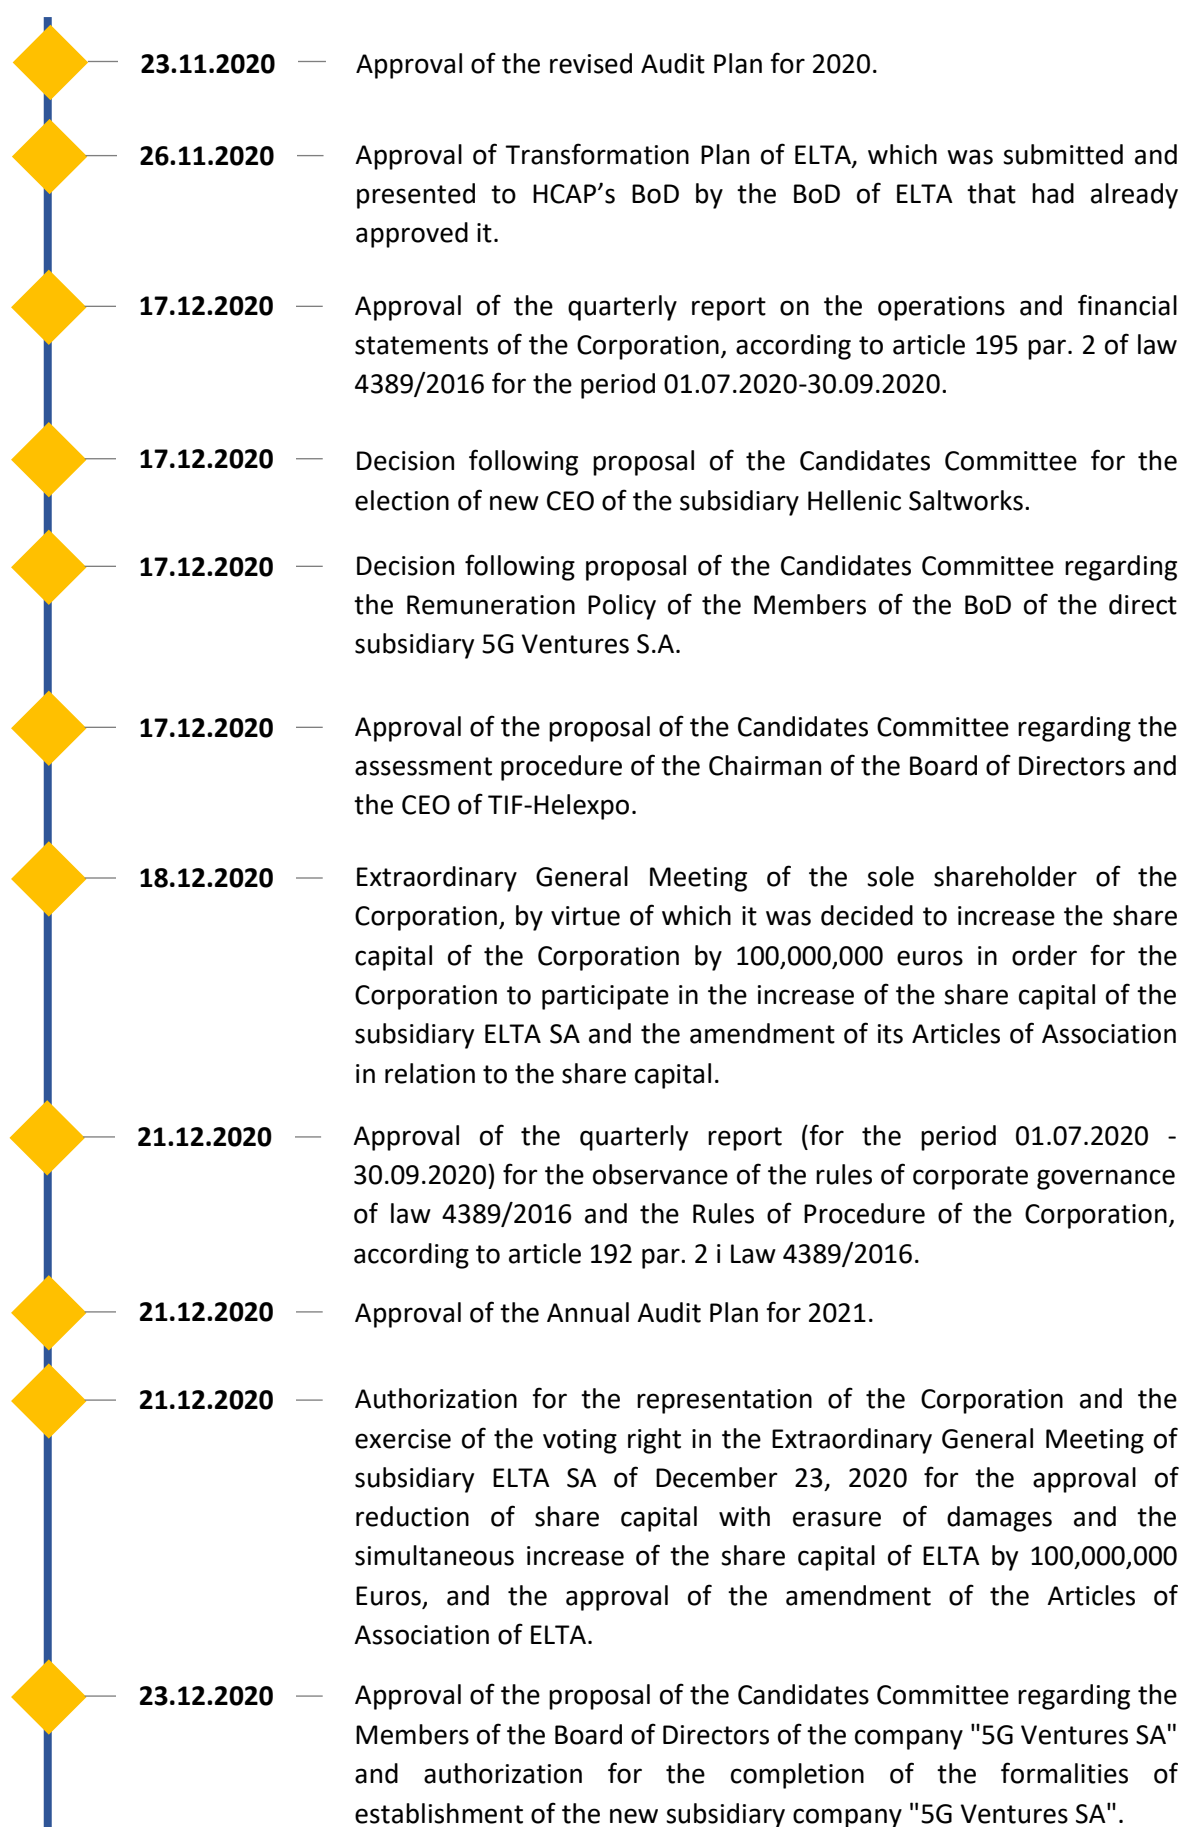 23.11.2020 Approval of the revised Audit Plan for 2020.
26.11.2020 Approval of Transformation Plan of ELTA, which was submitted and
presented to HCAP’s BoD by the BoD of ELTA that had already
approved it.
17.12.2020 Approval of the quarterly report on the operations and financial
statements of the Corporation, according to article 195 par. 2 of law
4389/2016 for the period 01.07.2020-30.09.2020.
17.12.2020 Decision following proposal of the Candidates Committee for the
election of new CEO of the subsidiary Hellenic Saltworks.
17.12.2020 Decision following proposal of the Candidates Committee regarding
the Remuneration Policy of the Members of the BoD of the direct
subsidiary 5G Ventures S.A.
17.12.2020 Approval of the proposal of the Candidates Committee regarding the
assessment procedure of the Chairman of the Board of Directors and
the CEO of TIF-Helexpo.
18.12.2020 Extraordinary General Meeting of the sole shareholder of the
Corporation, by virtue of which it was decided to increase the share
capital of the Corporation by 100,000,000 euros in order for the
Corporation to participate in the increase of the share capital of the
subsidiary ELTA SA and the amendment of its Articles of Association
in relation to the share capital.
21.12.2020 Approval of the quarterly report (for the period 01.07.2020 -
30.09.2020) for the observance of the rules of corporate governance
of law 4389/2016 and the Rules of Procedure of the Corporation,
according to article 192 par. 2 i Law 4389/2016.
21.12.2020 Approval of the Annual Audit Plan for 2021.
21.12.2020 Authorization for the representation of the Corporation and the
exercise of the voting right in the Extraordinary General Meeting of
subsidiary ELTA SA of December 23, 2020 for the approval of
reduction of share capital with erasure of damages and the
simultaneous increase of the share capital of ELTA by 100,000,000
Euros, and the approval of the amendment of the Articles of
Association of ELTA.
23.12.2020 Approval of the proposal of the Candidates Committee regarding the
Members of the Board of Directors of the company "5G Ventures SA"
and authorization for the completion of the formalities of
establishment of the new subsidiary company "5G Ventures SA".